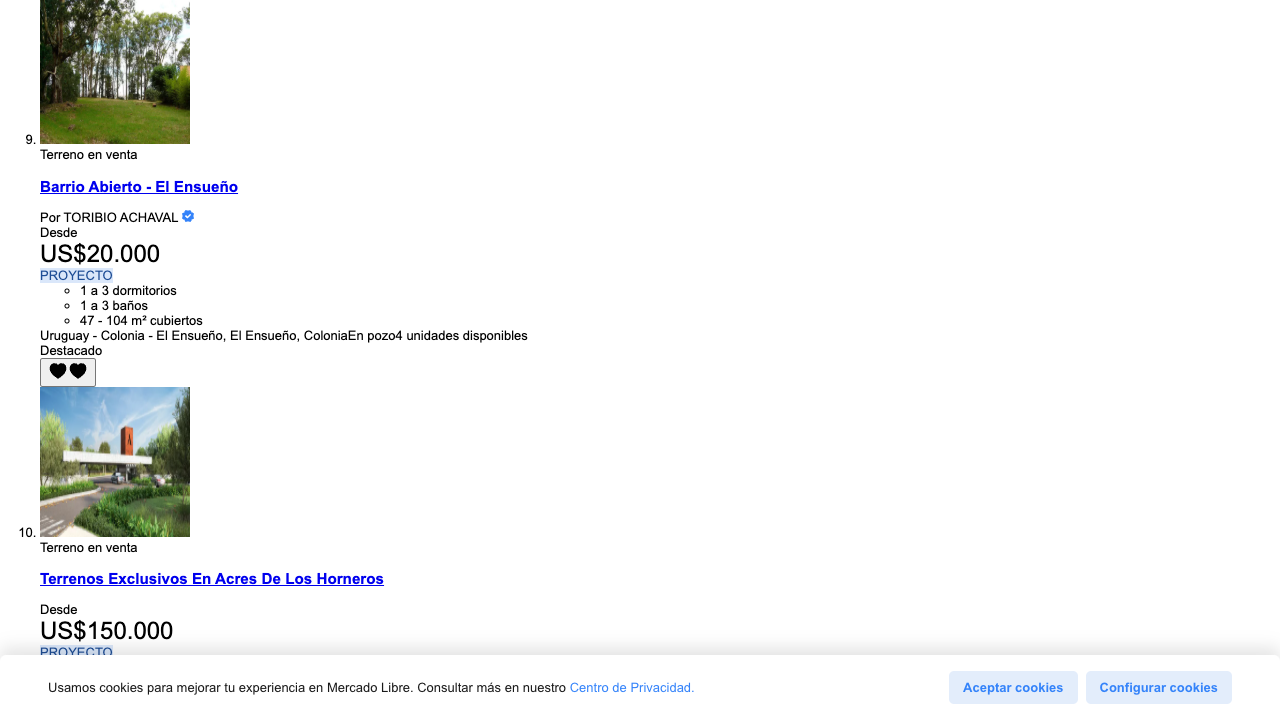 9.
Terreno en venta
Barrio Abierto - El Ensueño
Por TORIBIO ACHAVAL
Desde
US$20.000
PROYECTO
1 a 3 dormitorios
1 a 3 baños
47 - 104 m² cubiertos
Uruguay - Colonia - El Ensueño, El Ensueño, ColoniaEn pozo4 unidades disponibles
Destacado
A
10.
Terreno en venta
Terrenos Exclusivos En Acres De Los Horneros
Desde
US$150.000
PROYECTO
Usamos cookies para mejorar tu experiencia en Mercado Libre. Consultar más en nuestro Centro de Privacidad.
Aceptar cookies
Configurar cookies